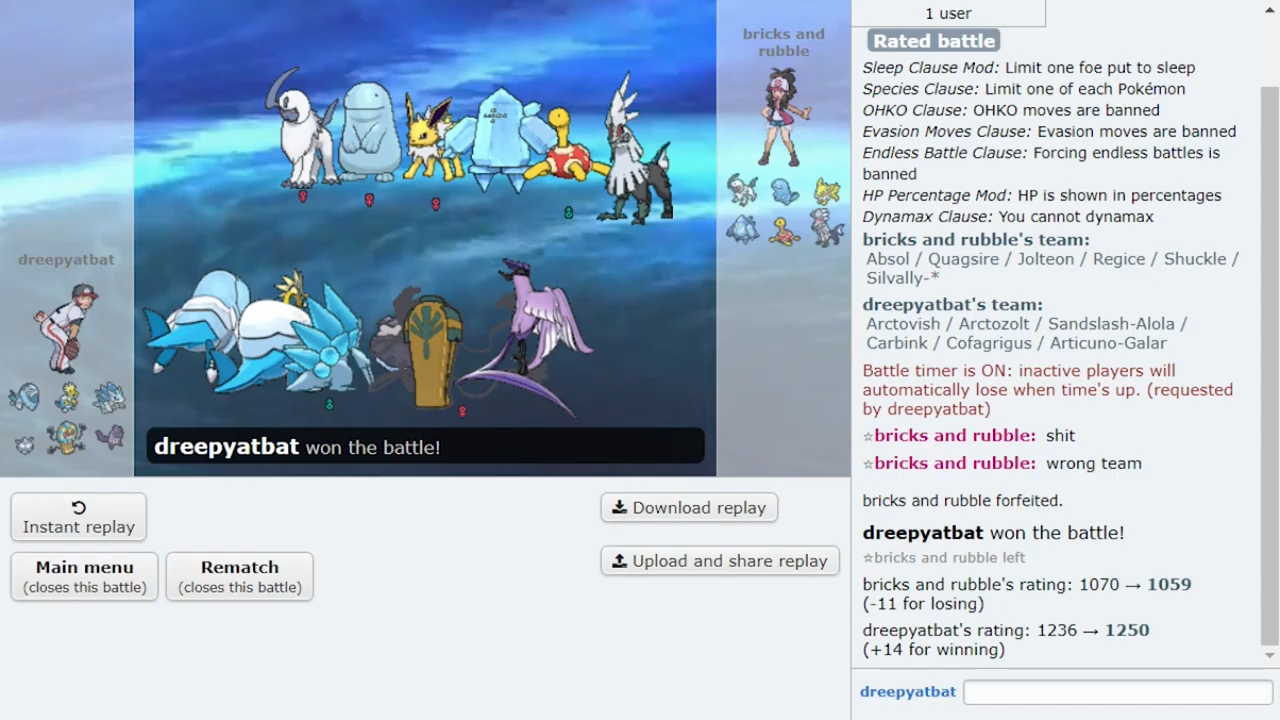 bricks and
rubble
dreepyatbat
dreepyatbat won the battle!
Instant replay
Download replay
Main menu
(closes this battle)
Rematch
(closes this battle)
Upload and share replay
1 user
Rated battle
Sleep Clause Mod: Limit one foe put to sleep
Species Clause: Limit one of each Pokémon
OHKO Clause: OHKO moves are banned
Evasion Moves Clause: Evasion moves are banned
Endless Battle Clause: Forcing endless battles is
banned
HP Percentage Mod: HP is shown in percentages
Dynamax Clause: You cannot dynamax
bricks and rubble's team:
Absol / Quagsire / Jolteon / Regice / Shuckle /
Silvally-*
dreepyatbat's team:
Arctovish / Arctozolt / Sandslash-Alola /
Carbink / Cofagrigus / Articuno-Galar
Battle timer is ON: inactive players will
automatically lose when time's up. (requested
by dreepyatbat)
☆bricks and rubble: shit
☆bricks and rubble: wrong team
bricks and rubble forfeited.
dreepyatbat won the battle!
☆bricks and rubble left
bricks and rubble's rating: 1070 → 1059
(-11 for losing)
dreepyatbat's rating: 1236 → 1250
(+14 for winning)
dreepyatbat